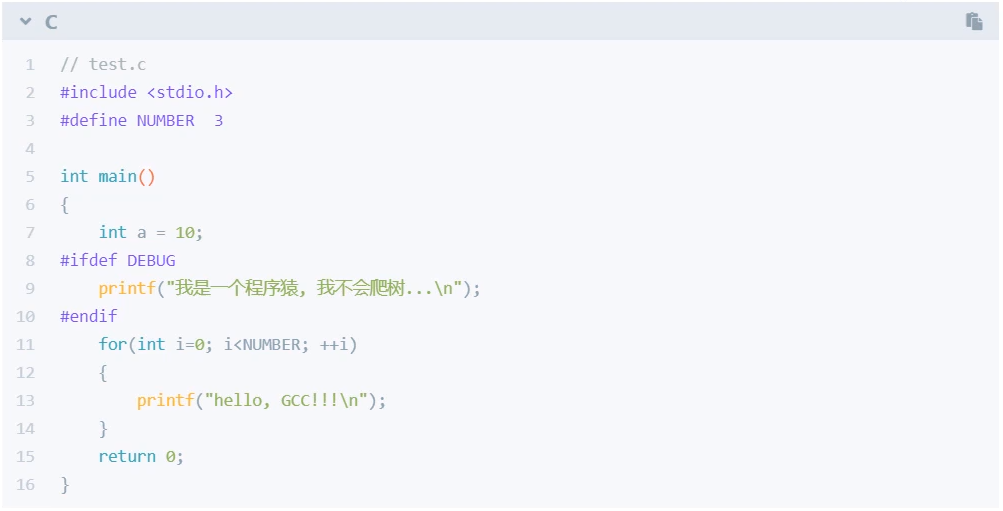 C
1 // test.c
2 #include <stdio.h>
3 #define NUMBER  3
4
5 int main()
6 {
7     int a = 10;
8 #ifdef DEBUG
9     printf("我是一个程序猿, 我不会爬树...\n");
10 #endif
11     for(int i=0; i<NUMBER; ++i)
12     {
13         printf("hello, GCC!!!\n");
14     }
15     return 0;
16 }